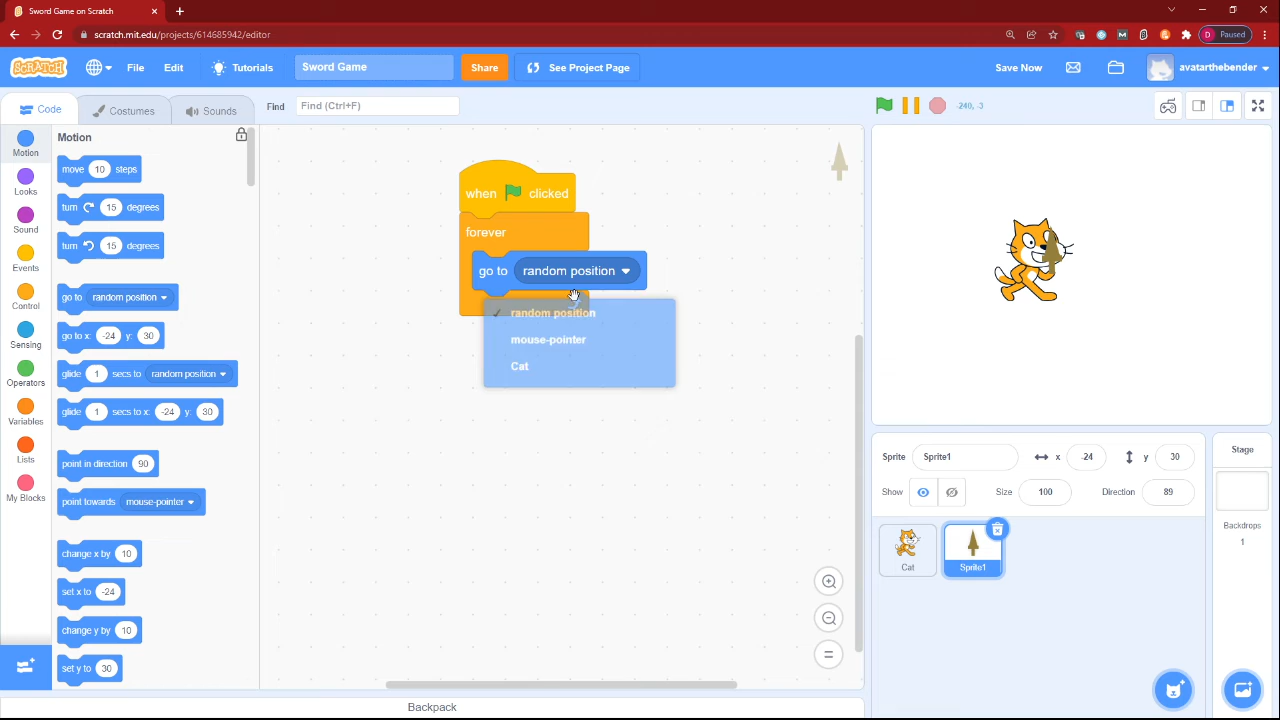 Sword Game on Scratch
scratch.mit.edu/projects/614685942/editor
Paused
SCRATCH
File
Edit
Tutorials
Sword Game
Share
See Project Page
Save Now
avatarthebender
Code
Costumes
Sounds
Find
Find (Ctrl+F)
-240, -3
Motion
Looks
Sound
Events
Control
Sensing
Operators
Variables
Lists
My Blocks
Motion
move 10 steps
turn 15 degrees
turn 15 degrees
go to random position
go to x: -24 y: 30
glide 1 secs to random position
glide 1 secs to x: -24 y: 30
point in direction 90
point towards mouse-pointer
change x by 10
set x to -24
change y by 10
set y to 30
when clicked
forever
go to random position
random position
mouse-pointer
Cat
Sprite Sprite1 x -24 y 30
Show Size 100 Direction 89
Cat
Sprite1
Stage
Backdrops
1
Backpack